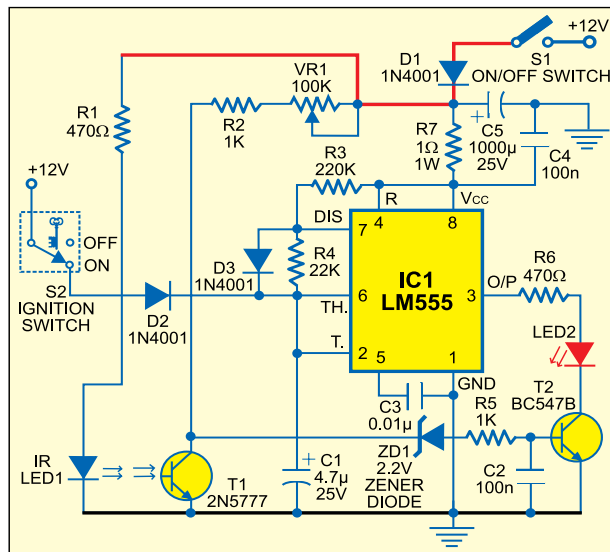 +12V
S1
ON/OFF SWITCH
D1
1N4001
VR1
100K
R1
470Ω
R2
1K
R7
1Ω
1W
+
C5
1000µ
25V
C4
100n
+12V
R3
220K
R
4
8
VCC
DIS
7
OFF
ON
S2
IGNITION
SWITCH
D3
1N4001
R4
22K
IC1
LM555
D2
1N4001
6
TH.
T.
2
3
O/P
R6
470Ω
LED2
5
1
GND
C3
0.01µ
T2
BC547B
R5
1K
ZD1
2.2V
ZENER
DIODE
C2
100n
IR
LED1
T1
2N5777
+
C1
4.7µ
25V